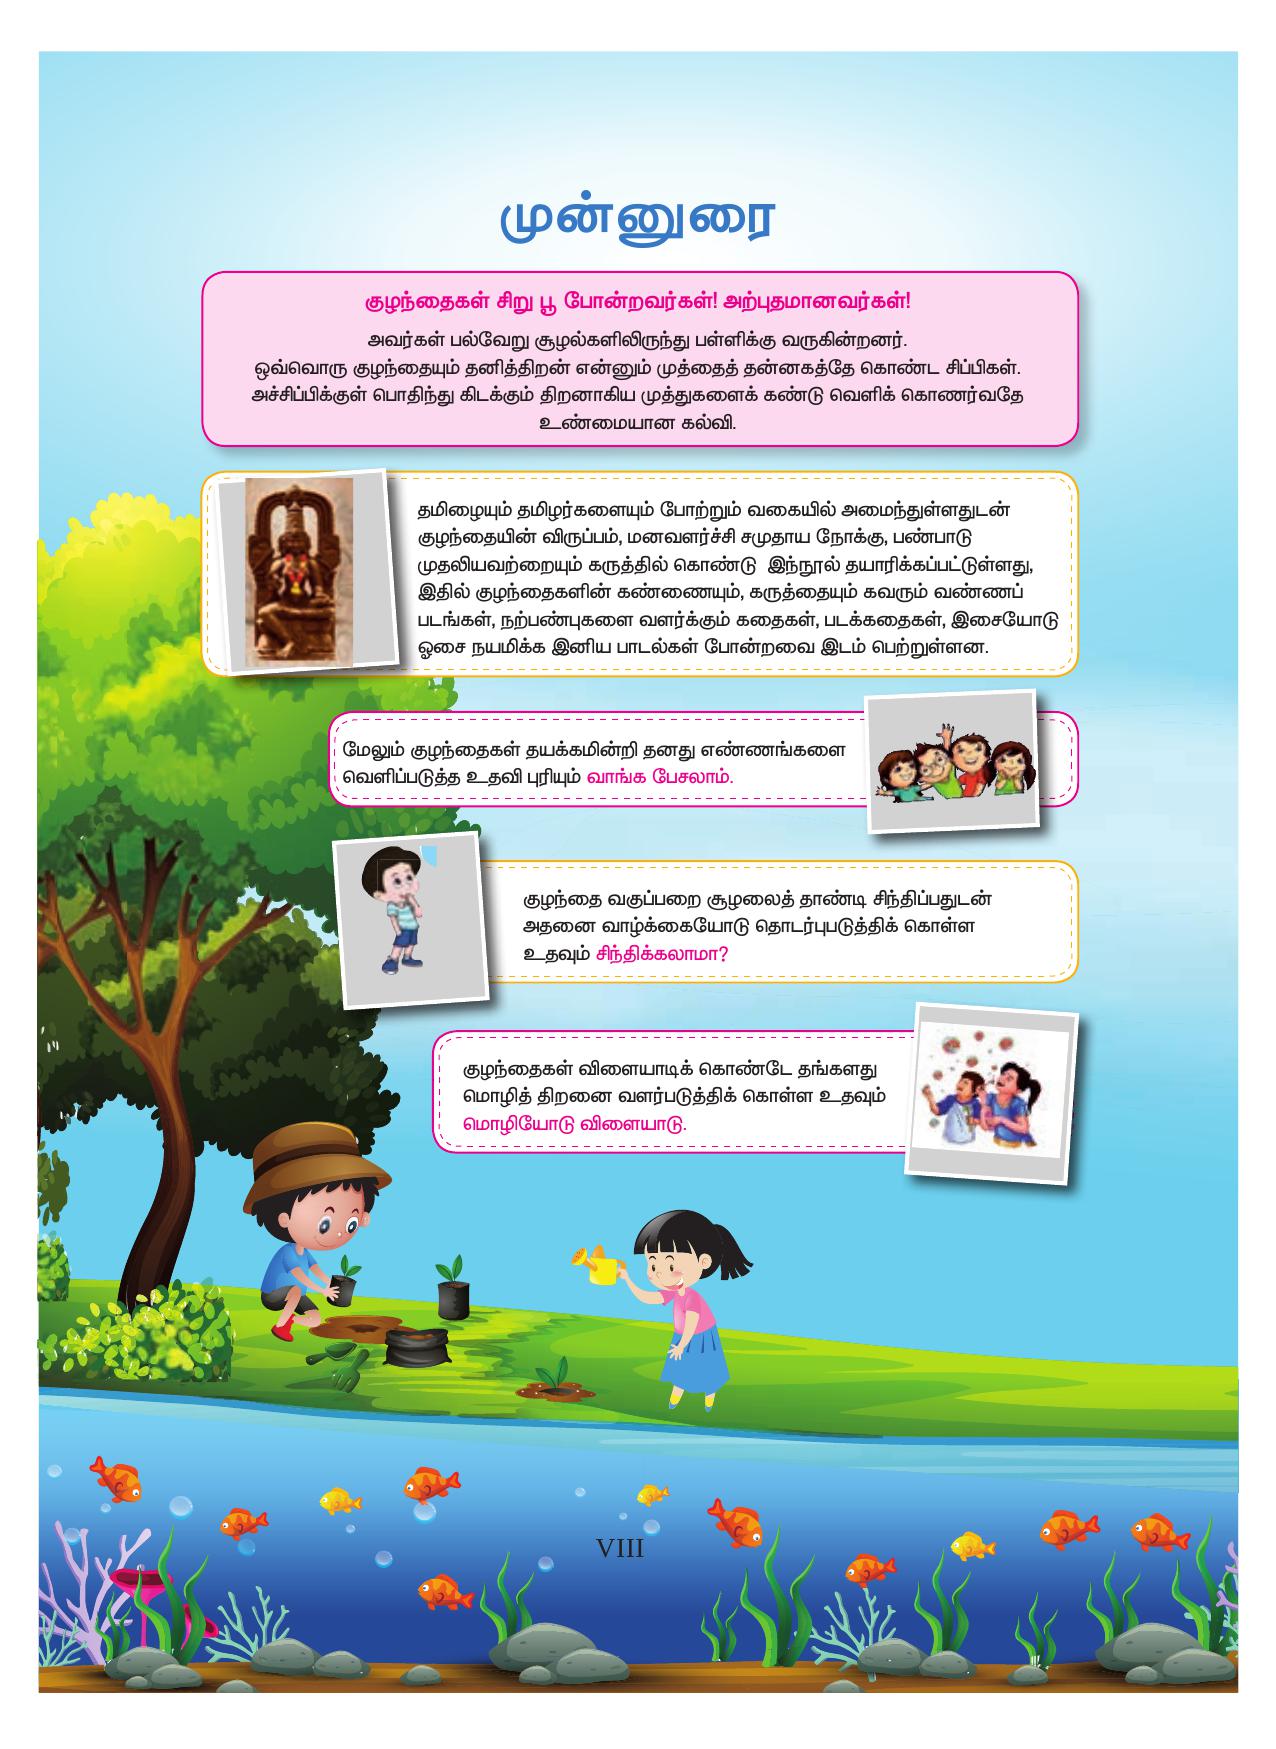 முன்னுரை
குழந்தைகள் சிறு பூ போன்றவர்கள்! அற்புதமானவர்கள்!
அவர்கள் பல்வேறு சூழல்களிலிருந்து பள்ளிக்கு வருகின்றனர்.
ஒவ்வொரு குழந்தையும் தனித்திறன் என்னும் முத்தைத் தன்னகத்தே கொண்ட சிப்பிகள்.
அச்சிப்பிக்குள் பொதிந்து கிடக்கும் திறனாகிய முத்துகளைக் கண்டு வெளிக் கொணர்வதே
உண்மையான கல்வி.
தமிழையும் தமிழர்களையும் போற்றும் வகையில் அமைந்துள்ளதுடன்
குழந்தையின் விருப்பம், மனவளர்ச்சி சமுதாய நோக்கு, பண்பாடு
முதலியவற்றையும் கருத்தில் கொண்டு இந்நூல் தயாரிக்கப்பட்டுள்ளது,
இதில் குழந்தைகளின் கண்ணையும், கருத்தையும் கவரும் வண்ணப்
படங்கள், நற்பண்புகளை வளர்க்கும் கதைகள், படக்கதைகள், இசையோடு
ஓசை நயமிக்க இனிய பாடல்கள் போன்றவை இடம் பெற்றுள்ளன.
மேலும் குழந்தைகள் தயக்கமின்றி தனது எண்ணங்களை
வெளிப்படுத்த உதவி புரியும் வாங்க பேசலாம்.
குழந்தை வகுப்பறை சூழலைத் தாண்டி சிந்திப்பதுடன்
அதனை வாழ்க்கையோடு தொடர்புபடுத்திக் கொள்ள
உதவும் சிந்திக்கலாமா?
குழந்தைகள் விளையாடிக் கொண்டே தங்களது
மொழித் திறனை வளர்படுத்திக் கொள்ள உதவும்
மொழியோடு விளையாடு.
VIII